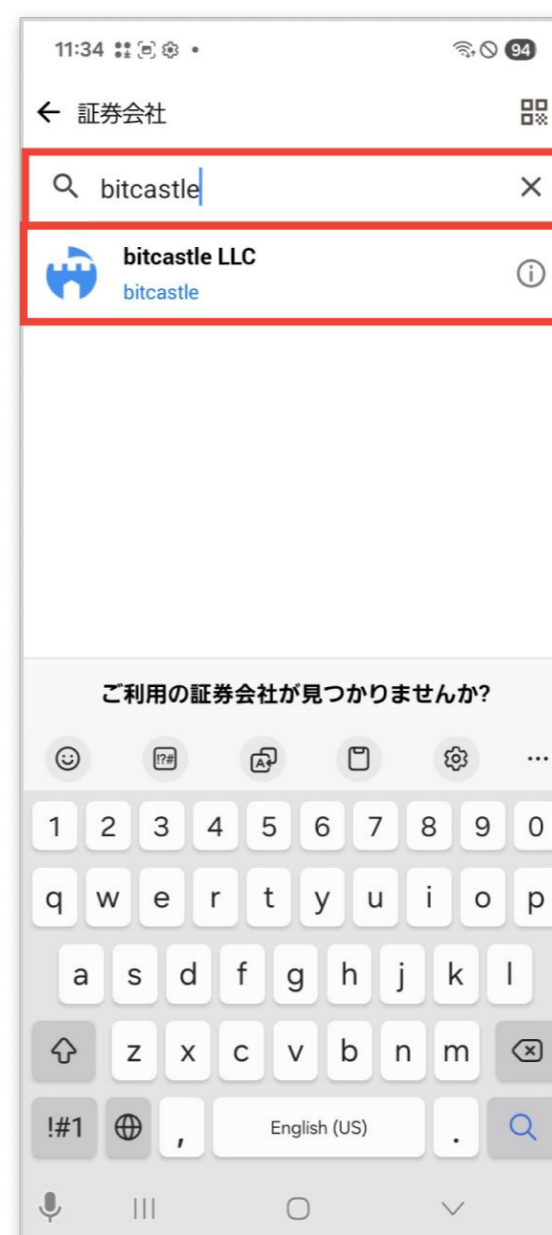 11:34
94
証券会社
bitcastle
bitcastle LLC
bitcastle
ご利用の証券会社が見つかりませんか?
!?#
A
1 2 3 4 5 6 7 8 9 0
q w e r t y u i o p
a s d f g h j k l
z x c v b n m
!#1 , English (US) .